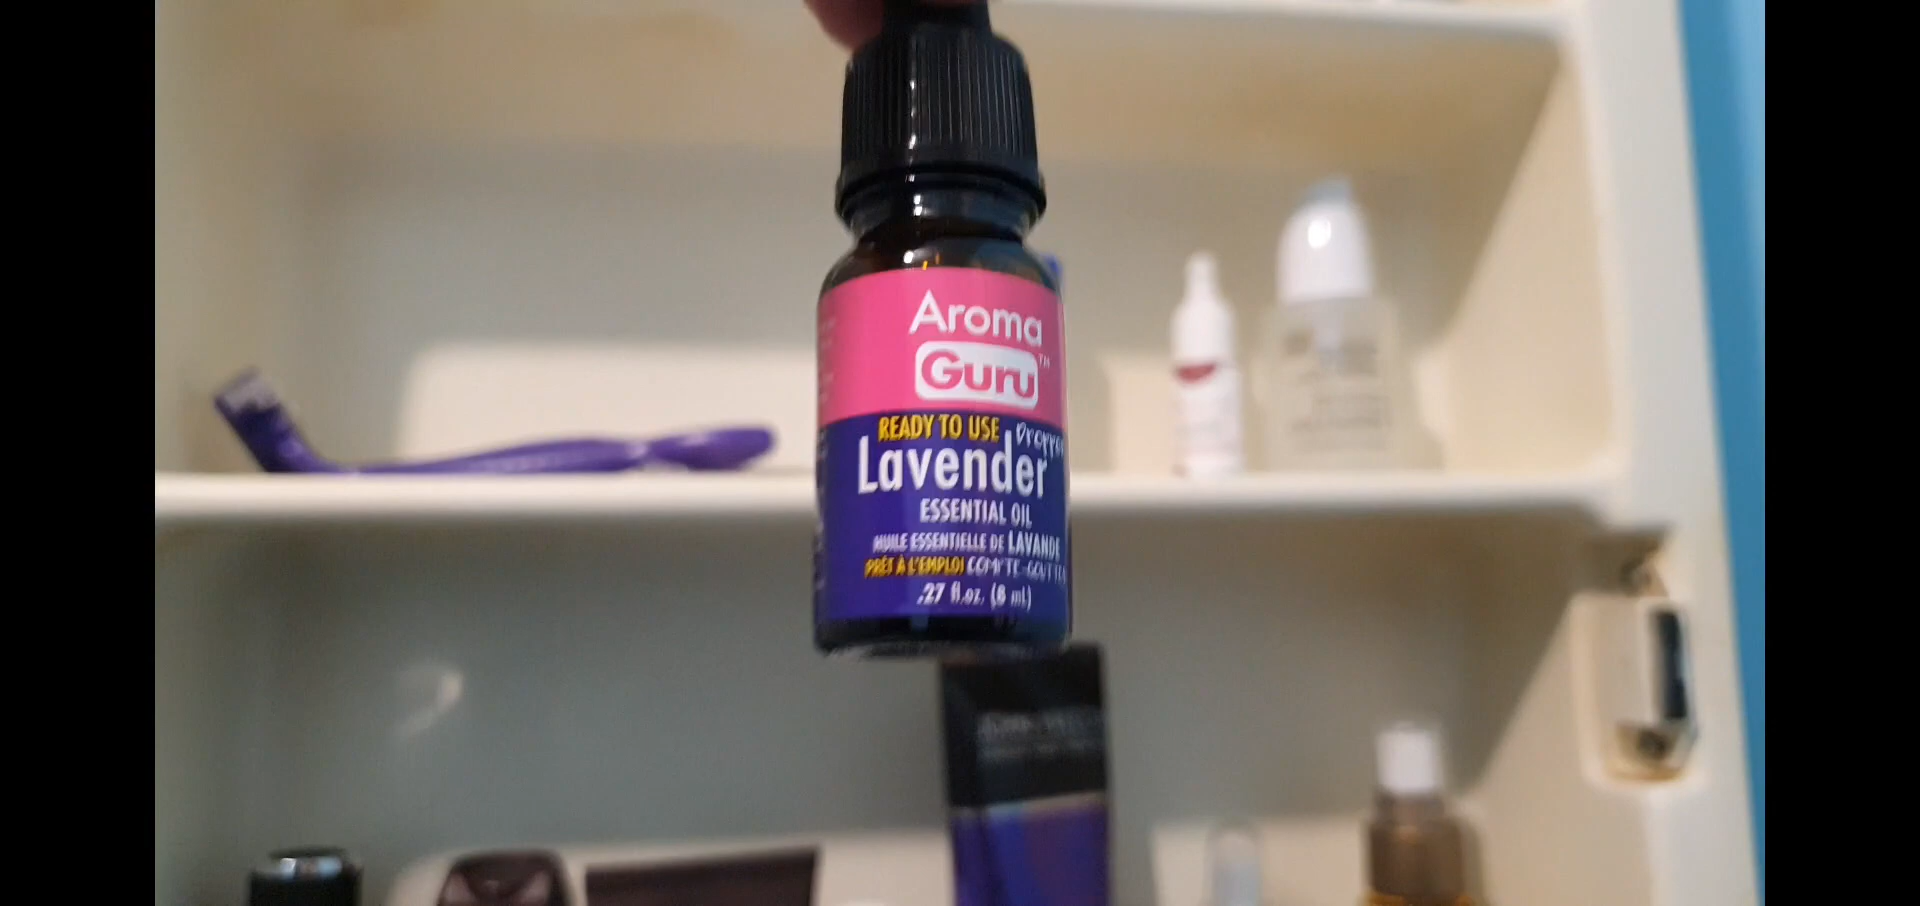 Aroma
Guru™
READY TO USE Dropper
Lavender
ESSENTIAL OIL
HUILE ESSENTIELLE DE LAVANDE
PRÊT À L'EMPLOI COMPTE-GOUTTES
.27 fl.oz. (8 ml)